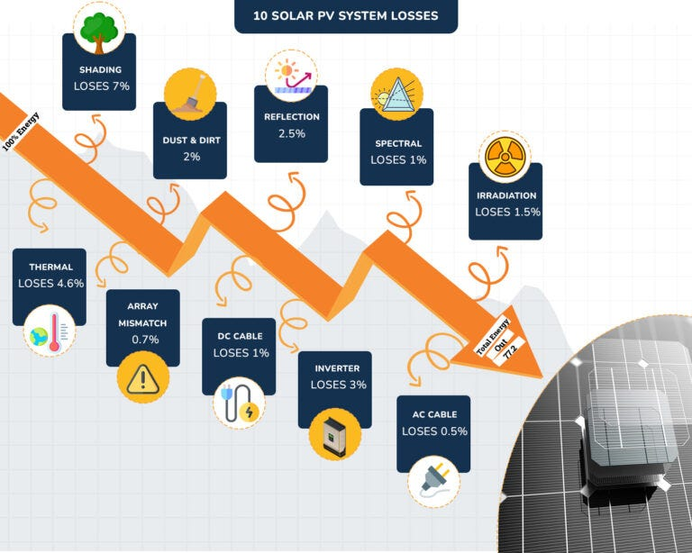 10 SOLAR PV SYSTEM LOSSES
100% Energy
SHADING
LOSES 7%
DUST & DIRT
2%
REFLECTION
2.5%
SPECTRAL
LOSES 1%
IRRADIATION
LOSES 1.5%
THERMAL
LOSES 4.6%
ARRAY
MISMATCH
0.7%
DC CABLE
LOSES 1%
INVERTER
LOSES 3%
AC CABLE
LOSES 0.5%
Total Energy
Out
77.2